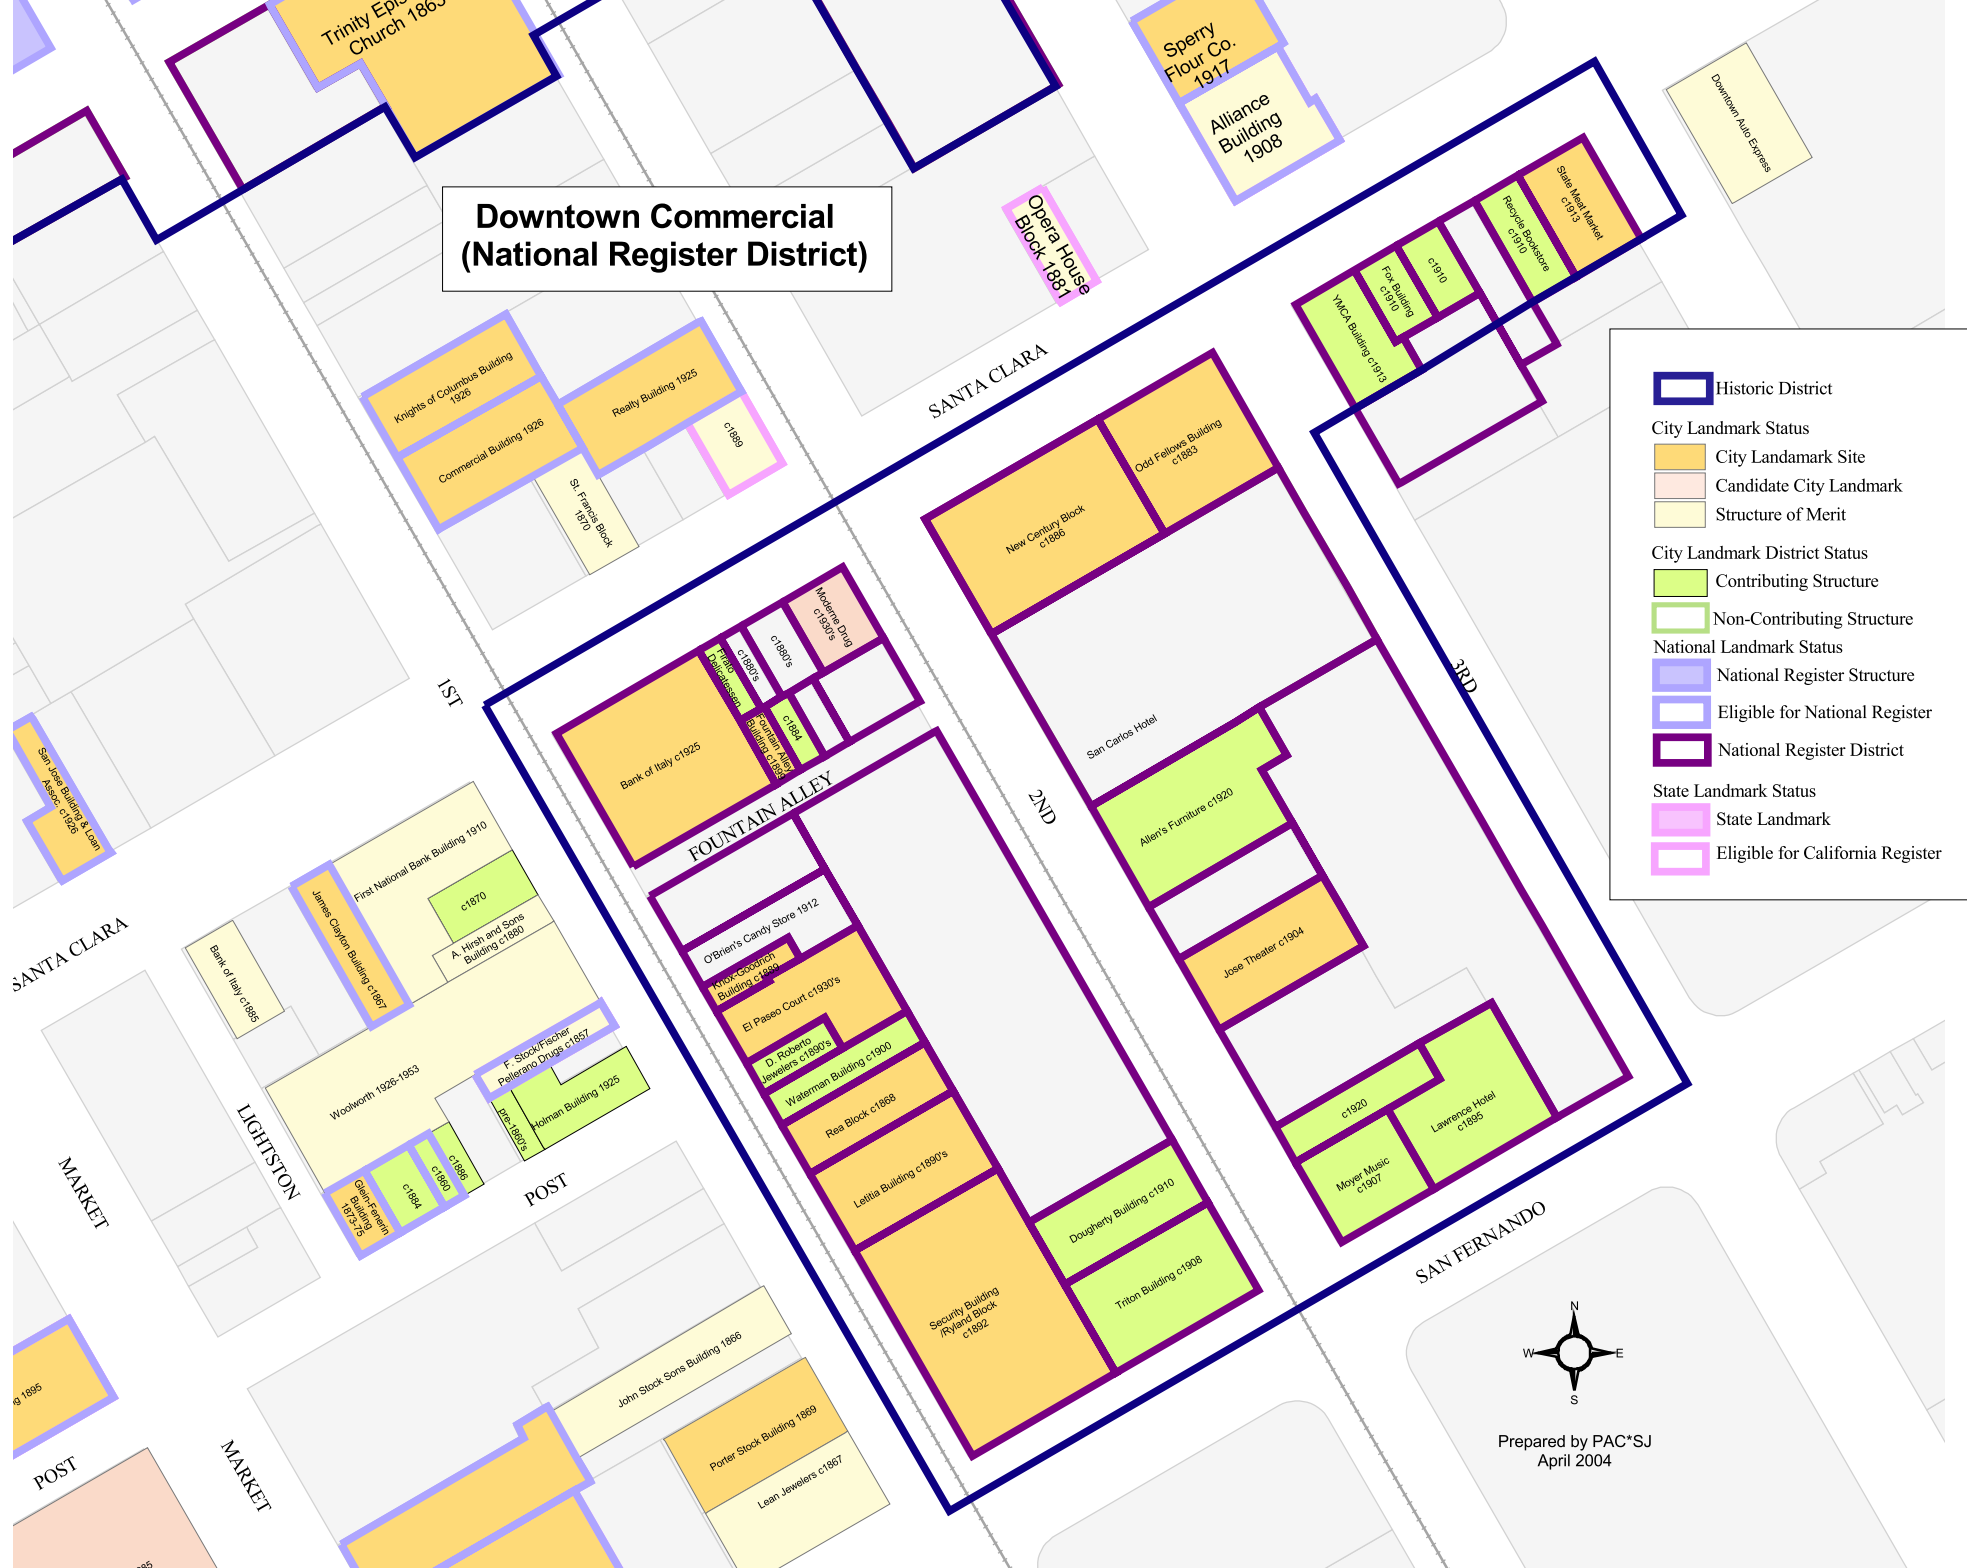 Trinity Epis
Church 1863
Sperry
Flour Co.
1917
Alliance
Building
1908
Downtown Auto Express
Downtown Commercial
(National Register District)
Opera House
Block 1881
State Meat Market
c1913
Recycle Bookstore
c1910
c1910
Fox Building
c1910
YMCA Building c1913
SANTA CLARA
Knights of Columbus Building
1926
Commercial Building 1926
Realty Building 1925
c1889
St. Francis Block
1870
Odd Fellows Building
c1883
New Century Block
c1886
Historic District
City Landmark Status
City Landamark Site
Candidate City Landmark
Structure of Merit
City Landmark District Status
Contributing Structure
Non-Contributing Structure
National Landmark Status
National Register Structure
Eligible for National Register
National Register District
State Landmark Status
State Landmark
Eligible for California Register
Moderne Drug
c1930's
c1880's
c1880's
Firato
Delicatessen
Fountain Alley
Building c1895
c1884
Bank of Italy c1925
1ST
3RD
2ND
San Carlos Hotel
FOUNTAIN ALLEY
Allen's Furniture c1920
San Jose Building & Loan
Assoc. c1926
First National Bank Building 1910
James Clayton Building c1867
c1870
A. Hirsh and Sons
Building c1880
SANTA CLARA
Bank of Italy c1885
O'Brien's Candy Store 1912
Knox-Goodrich
Building c1889
El Paseo Court c1930's
Jose Theater c1904
D. Roberto
Jewelers c1890's
Waterman Building c1900
F. Stock/Fischer
Pellerano Drugs c1857
Woolworth 1926-1953
Holman Building 1925
pre-1860's
Rea Block c1868
c1920
Lawrence Hotel
c1895
Moyer Music
c1907
LIGHTSTON
MARKET
Glein-Fenerin
Building
1873-75
c1884
c1860
c1886
POST
Letitia Building c1890's
Dougherty Building c1910
Triton Building c1908
SAN FERNANDO
Security Building
/Ryland Block
c1892
John Stock Sons Building 1866
Porter Stock Building 1869
Lean Jewelers c1867
g 1895
POST
MARKET
N
W
E
S
Prepared by PAC*SJ
April 2004